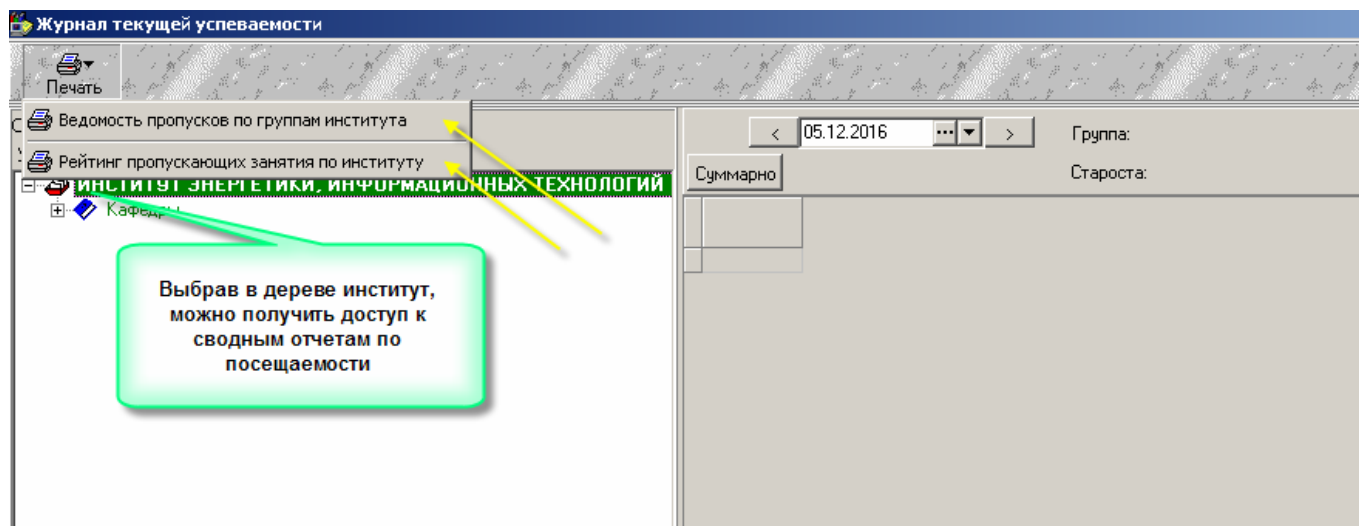 Журнал текущей успеваемости
Печать
Ведомость пропусков по группам института
Рейтинг пропускающих занятия по институту
05.12.2016
Группа:
Суммарно
Староста:
ИНСТИТУТ ЭНЕРГЕТИКИ, ИНФОРМАЦИОННЫХ ТЕХНОЛОГИЙ
Кафедры
Выбрав в дереве институт,
можно получить доступ к
сводным отчетам по
посещаемости